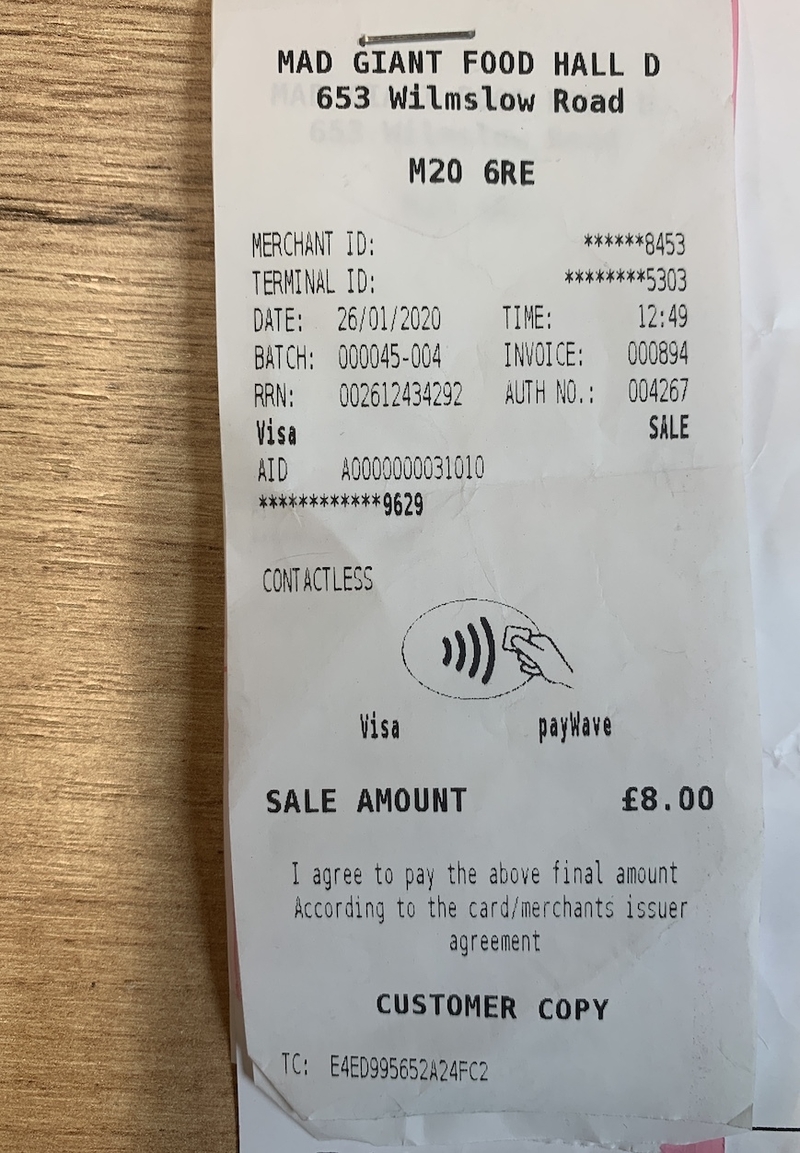 MAD GIANT FOOD HALL D
653 Wilmslow Road
M20 6RE
MERCHANT ID: ******8453
TERMINAL ID: ********5303
DATE: 26/01/2020 TIME: 12:49
BATCH: 000045-004 INVOICE: 000894
RRN: 002612434292 AUTH NO.: 004267
Visa SALE
AID A0000000031010
************9629
CONTACTLESS
Visa payWave
SALE AMOUNT £8.00
I agree to pay the above final amount
According to the card/merchants issuer
agreement
CUSTOMER COPY
TC: E4ED995652A24FC2